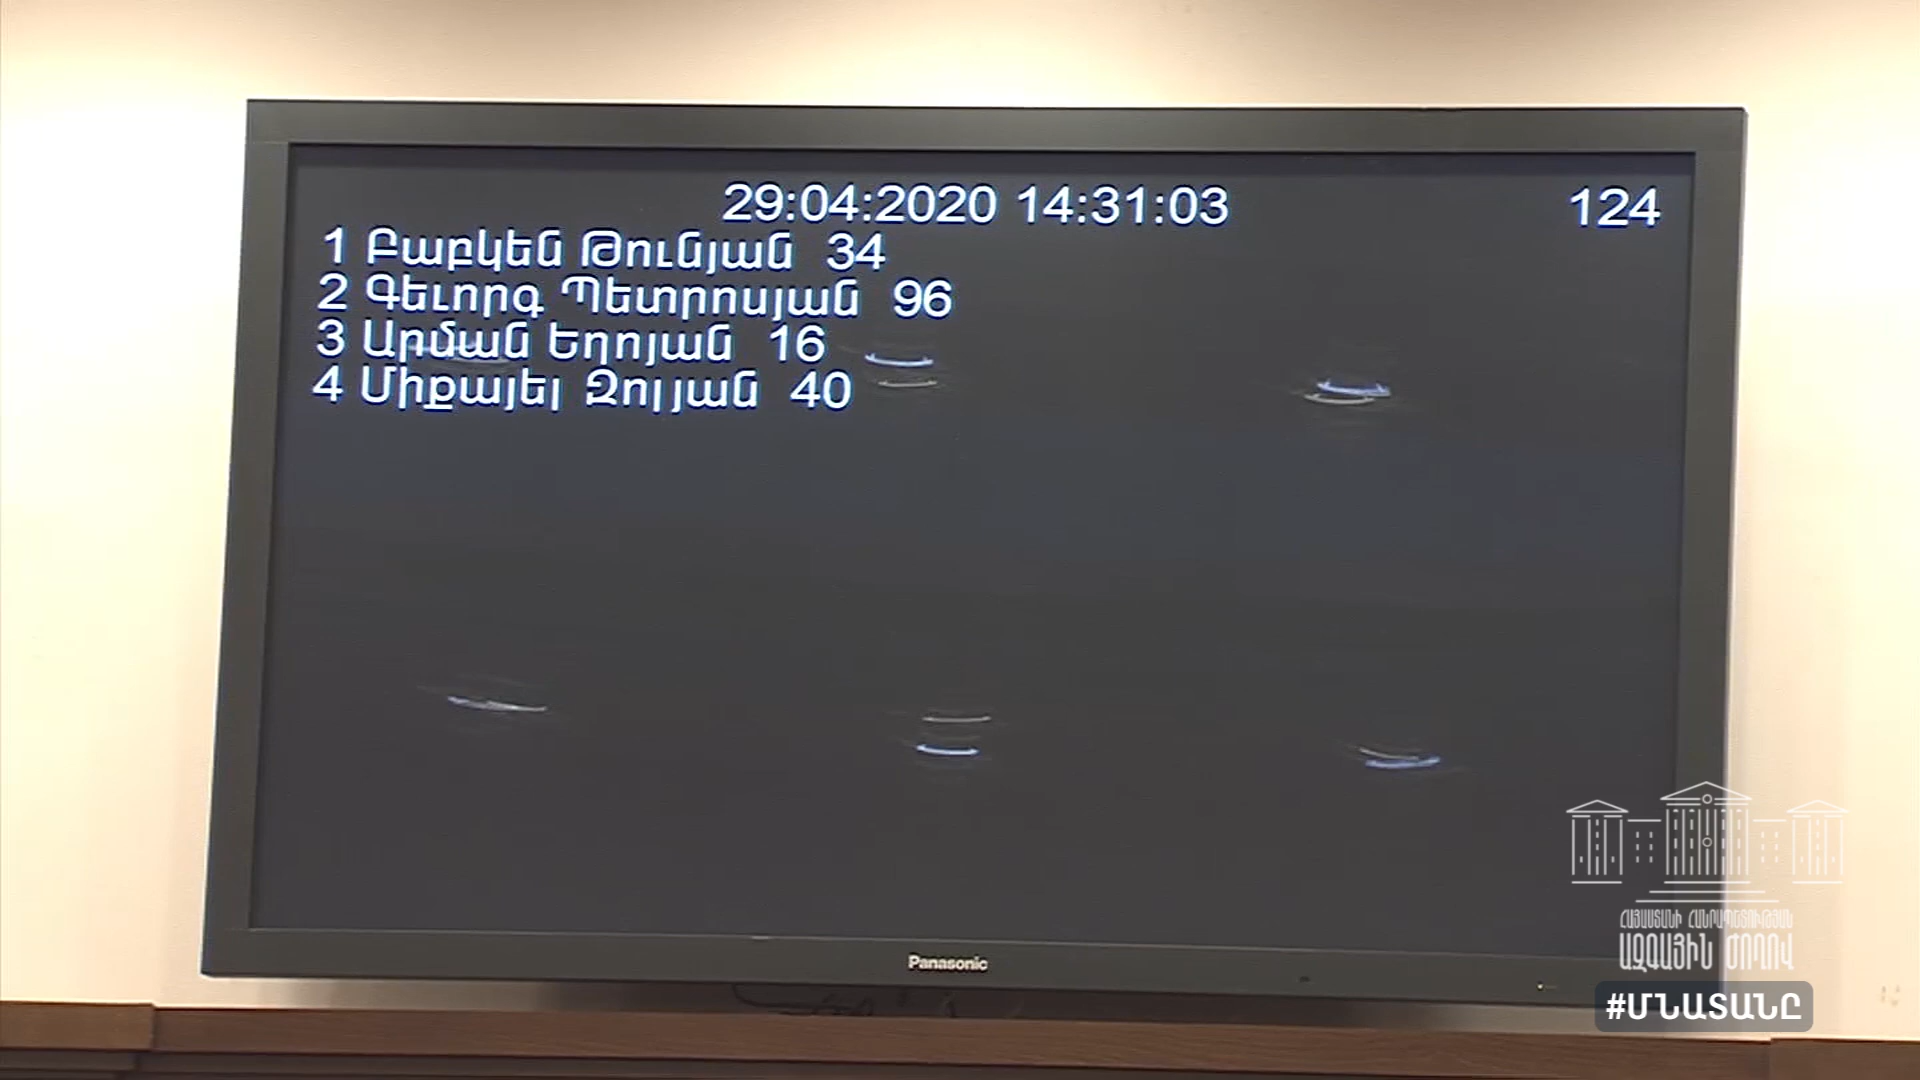 29:04:2020 14:31:03 124
1 Բաբկեն Թունյան 34
2 Գեւորգ Պետրոսյան 96
3 Արման Եղոյան 16
4 Միքայել Զոլյան 40
Panasonic
ՀԱՅԱՍՏԱՆԻ ՀԱՆՐԱՊԵՏՈՒԹՅԱՆ
ԱԶԳԱՅԻՆ ԺՈՂՈՎ
#ՄՆԱՏԱՆԸ